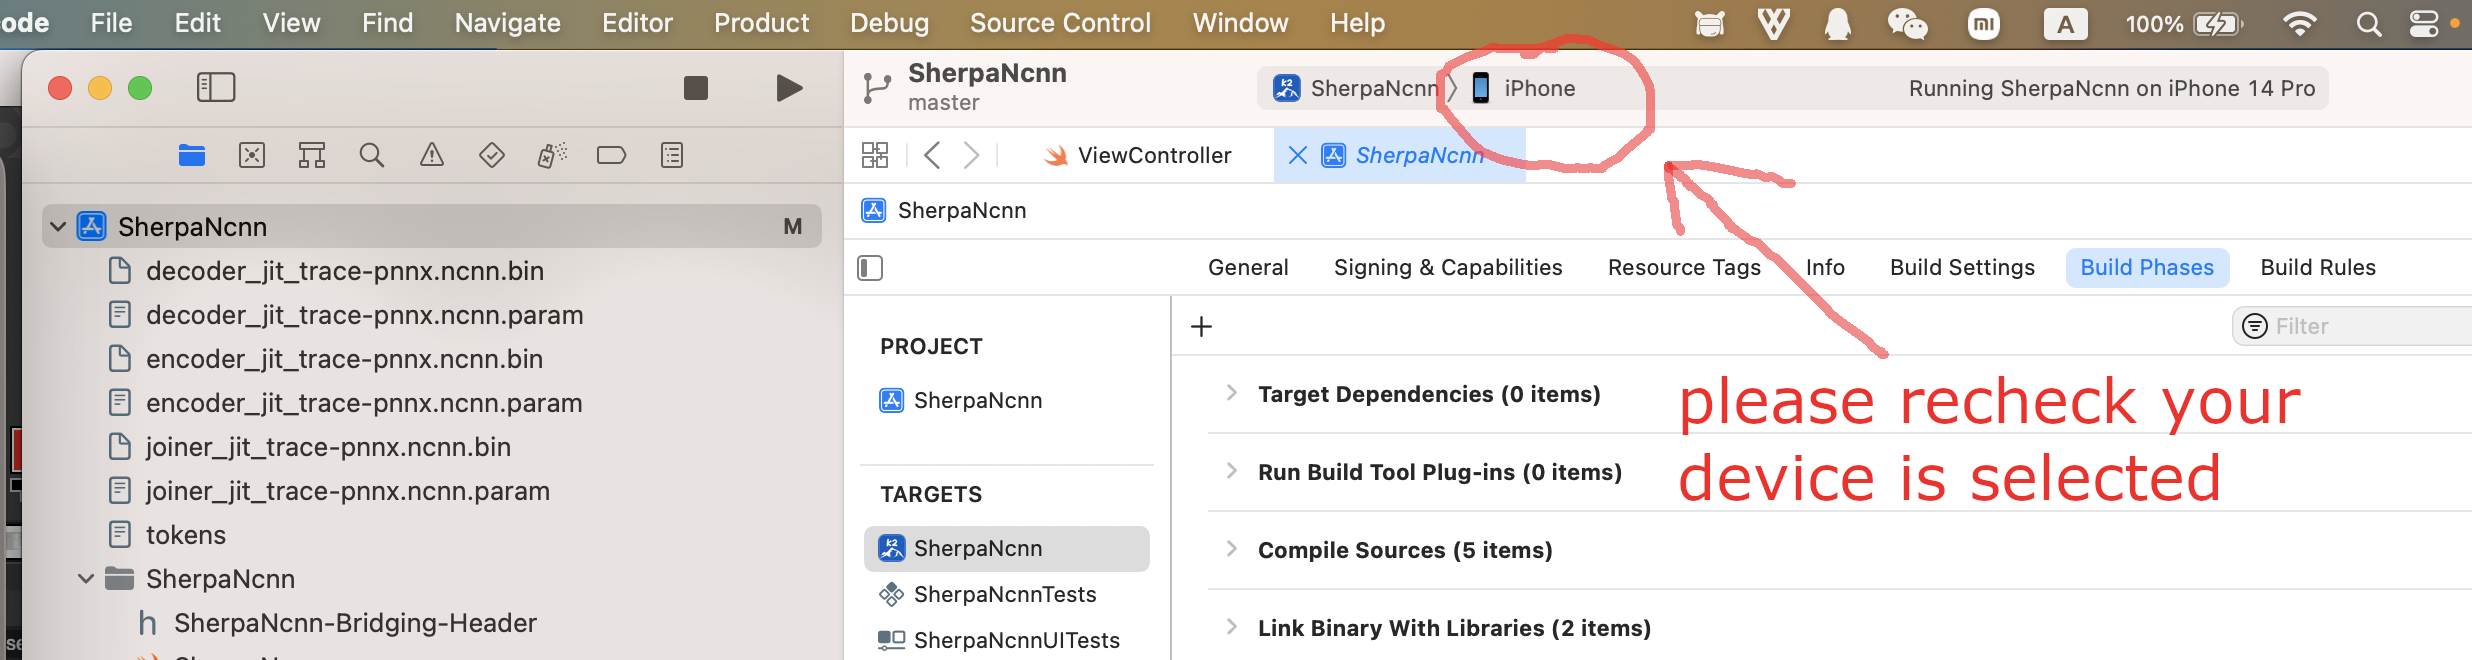 ode File Edit View Find Navigate Editor Product Debug Source Control Window Help A 100%
SherpaNcnn
master
SherpaNcnn iPhone
Running SherpaNcnn on iPhone 14 Pro
ViewController
SherpaNcnn
SherpaNcnn
SherpaNcnn M
decoder_jit_trace-pnnx.ncnn.bin
decoder_jit_trace-pnnx.ncnn.param
encoder_jit_trace-pnnx.ncnn.bin
encoder_jit_trace-pnnx.ncnn.param
joiner_jit_trace-pnnx.ncnn.bin
joiner_jit_trace-pnnx.ncnn.param
tokens
SherpaNcnn
h SherpaNcnn-Bridging-Header
General Signing & Capabilities Resource Tags Info Build Settings Build Phases Build Rules
Filter
PROJECT
SherpaNcnn
TARGETS
SherpaNcnn
SherpaNcnnTests
SherpaNcnnUITests
Target Dependencies (0 items)
Run Build Tool Plug-ins (0 items)
Compile Sources (5 items)
Link Binary With Libraries (2 items)
please recheck your
device is selected